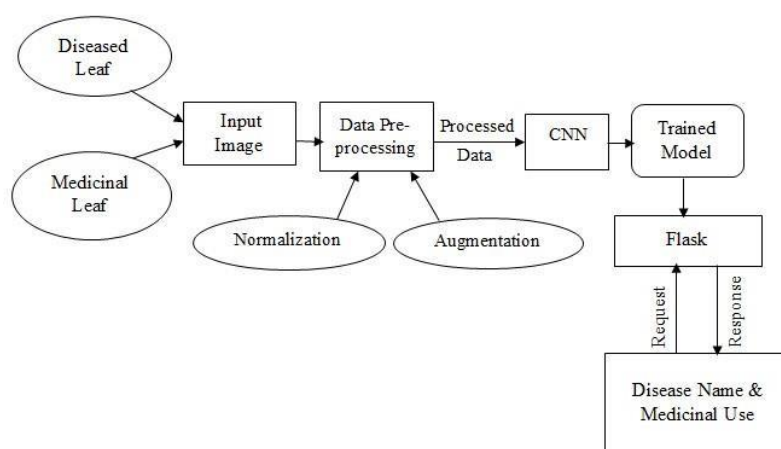 Diseased
Leaf
Medicinal
Leaf
Input
Image
Data Pre-
processing
Processed
Data
CNN
Trained
Model
Normalization
Augmentation
Flask
Request
Response
Disease Name &
Medicinal Use